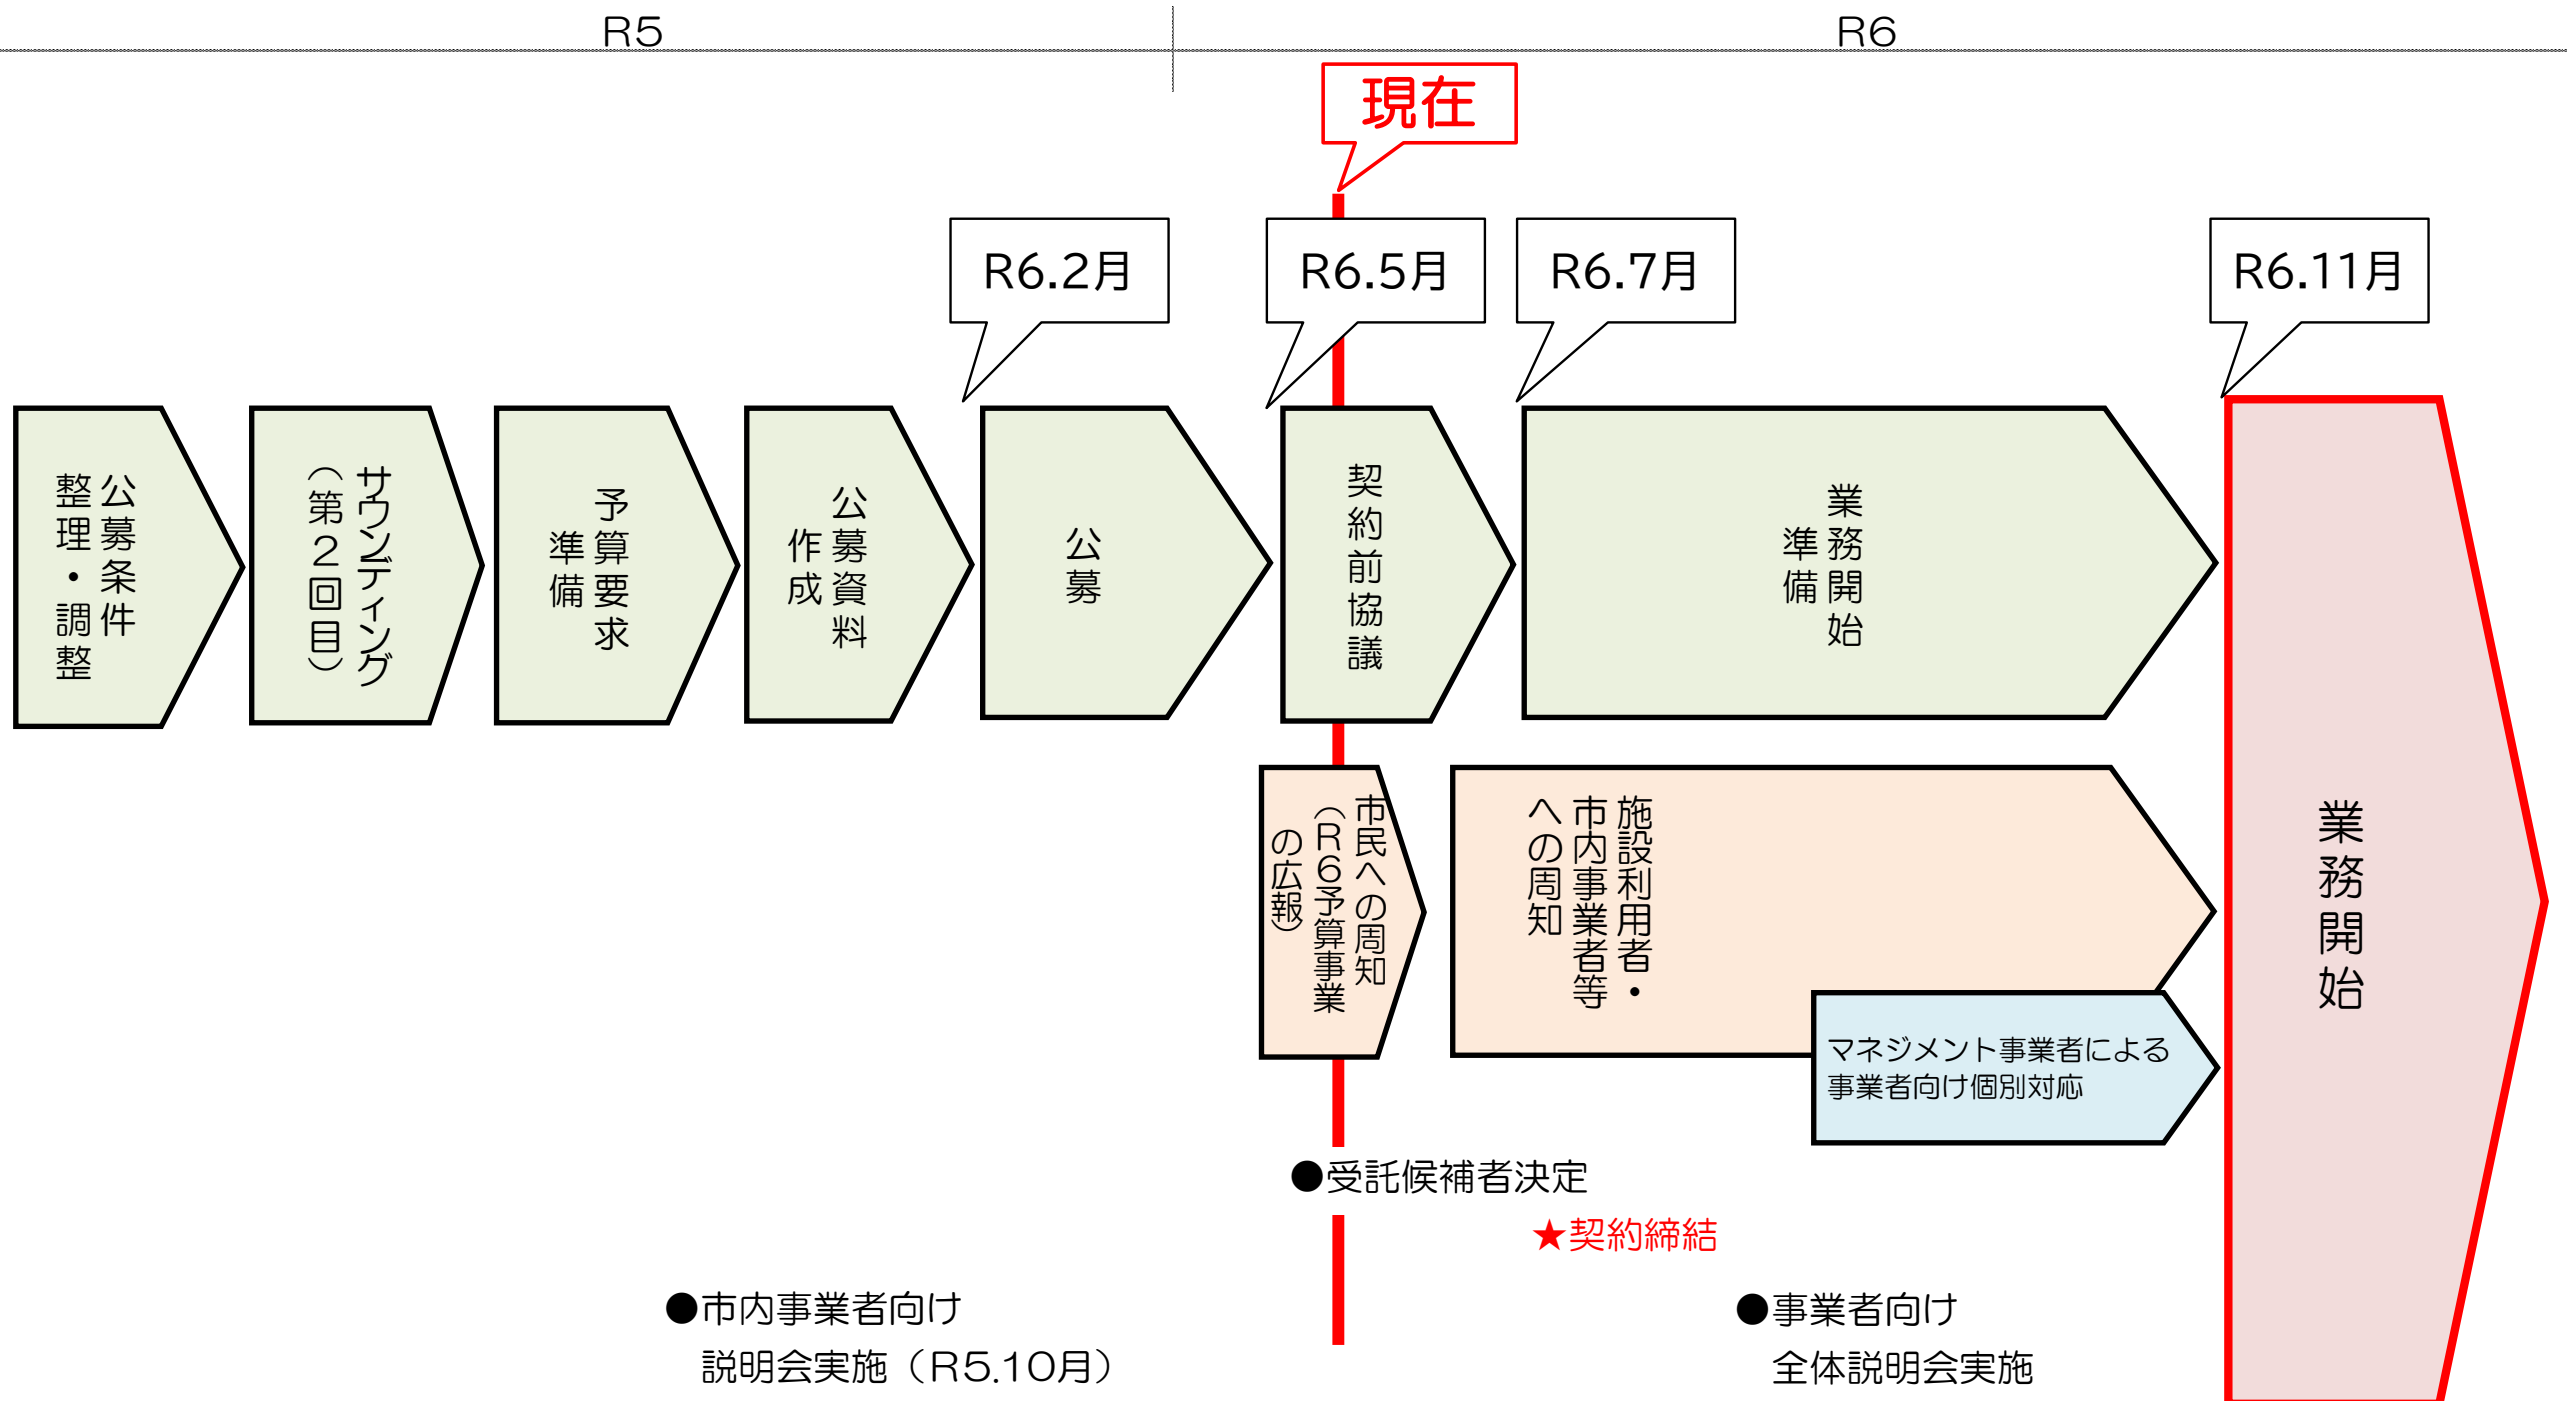 R5
R6
現在
R6.2月
R6.5月
R6.7月
R6.11月
公募条件
整理・調整
サウンディング
（第２回目）
予算要求
準備
公募資料
作成
公募
契約前協議
業務開始
準備
市民への周知
（Ｒ６予算事業
の広報）
施設利用者・
市内事業者等
への周知
マネジメント事業者による
事業者向け個別対応
業務開始
●受託候補者決定
★契約締結
●市内事業者向け
説明会実施（R5.10月）
●事業者向け
全体説明会実施